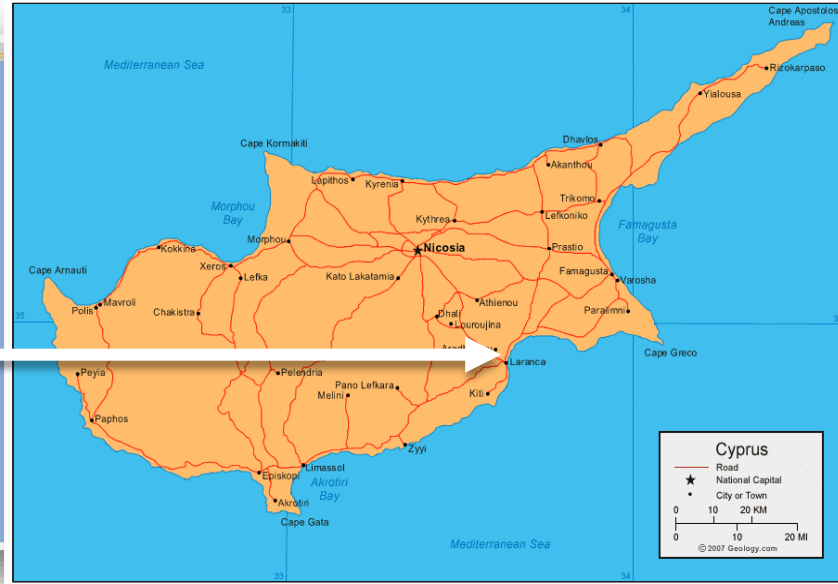 33
34
Cape Apostolos
Andreas
Mediterranean Sea
Rizokarpaso
Yialousa
Dhavlos
Cape Kormakiti
Akanthou
Lapithos
Kyrenia
Trikomo
Morphou
Bay
Kythrea
Lefkoniko
Famagusta
Bay
Morphou
Nicosia
Prastio
Kokkina
Xeros
Lefka
Kato Lakatamia
Famagusta
Varosha
Cape Arnauti
Mavroli
Polis
Chakistra
Athienou
Dhali
Louroujina
Paralimni
35
Cape Greco
Laranca
Peyla
Pelendria
Pano Lefkara
Melini
Kiti
Paphos
Zyyi
Limassol
Episkopi
Akrotiri
Bay
Akrotiri
Cape Gata
Mediterranean Sea
33
34
Cyprus
Road
National Capital
City or Town
0 10 20 KM
0 10 20 MI
© 2007 Geology.com